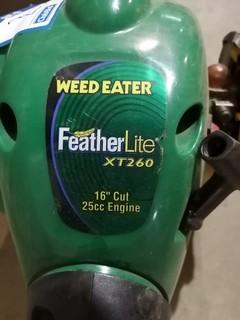 WEED EATER
FeatherLite
XT260
16" Cut
25cc Engine